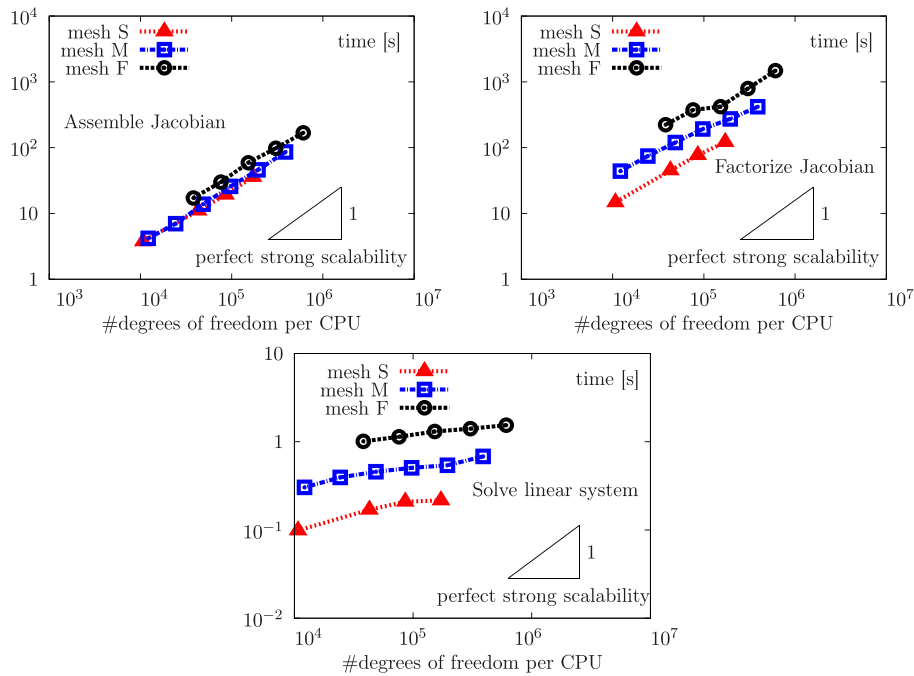 10^4
10^3
10^2
10
1
mesh S
mesh M
mesh F
time [s]
Assemble Jacobian
1
perfect strong scalability
10^3 10^4 10^5 10^6 10^7
#degrees of freedom per CPU
10^4
10^3
10^2
10
1
mesh S
mesh M
mesh F
time [s]
Factorize Jacobian
1
perfect strong scalability
10^3 10^4 10^5 10^6 10^7
#degrees of freedom per CPU
10
1
10^−1
10^−2
mesh S
mesh M
mesh F
time [s]
Solve linear system
1
perfect strong scalability
10^4 10^5 10^6 10^7
#degrees of freedom per CPU